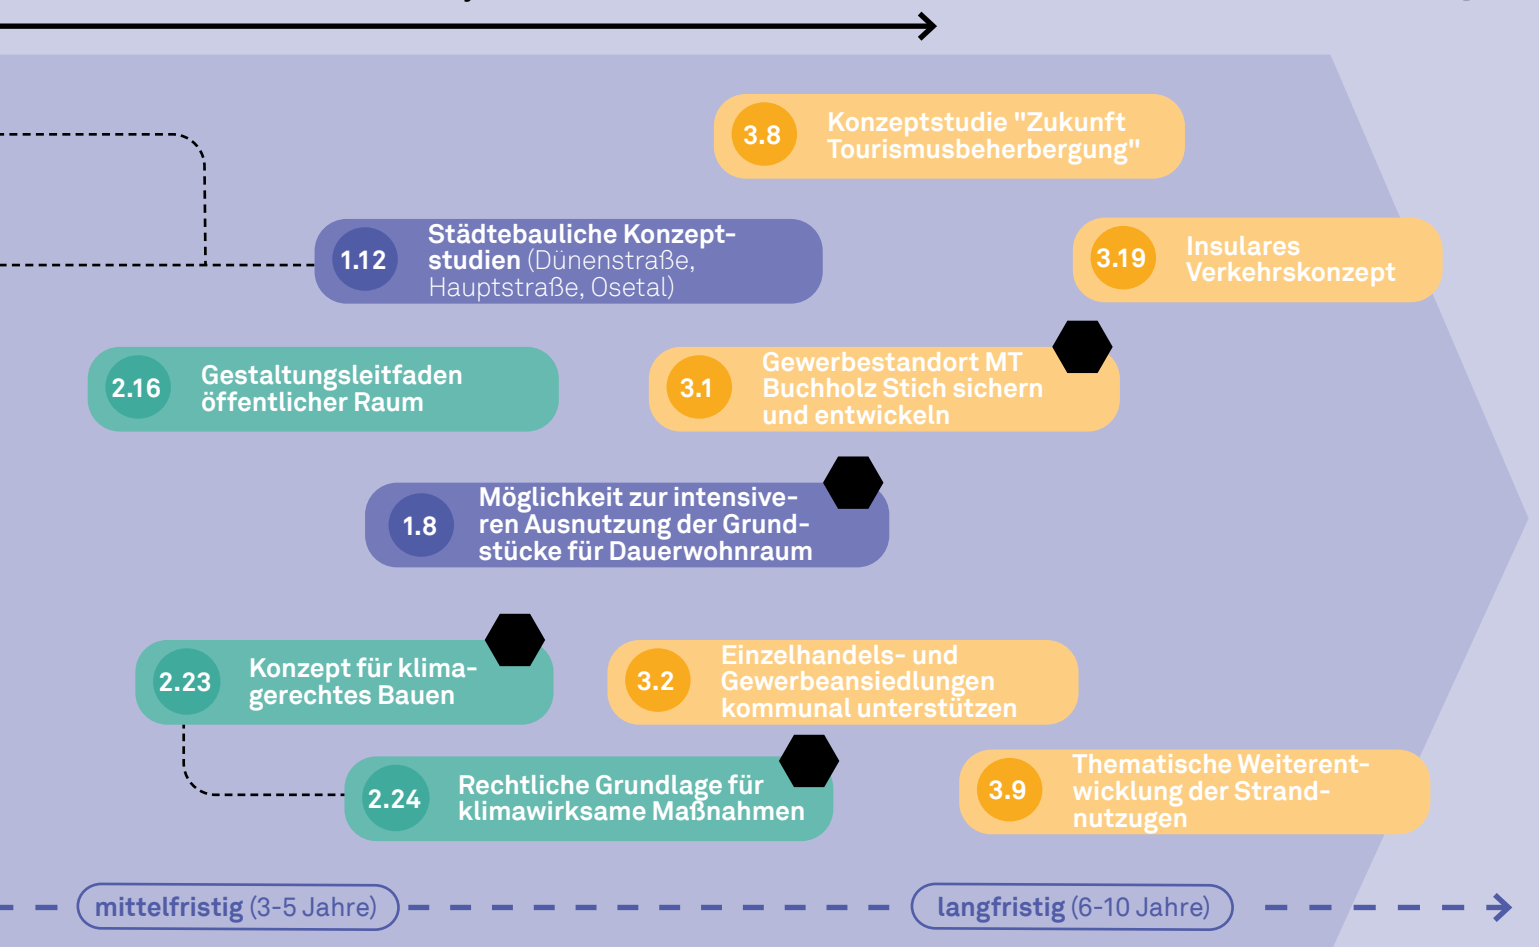 3.8
Konzeptstudie "Zukunft
Tourismusbeherbergung"
1.12
Städtebauliche Konzept-
studien (Dünenstraße,
Hauptstraße, Osetal)
3.19
Insulares
Verkehrskonzept
2.16
Gestaltungsleitfaden
öffentlicher Raum
3.1
Gewerbestandort MT
Buchholz Stich sichern
und entwickeln
1.8
Möglichkeit zur intensive-
ren Ausnutzung der Grund-
stücke für Dauerwohnraum
2.23
Konzept für klima-
gerechtes Bauen
3.2
Einzelhandels- und
Gewerbeansiedlungen
kommunal unterstützen
2.24
Rechtliche Grundlage für
klimawirksame Maßnahmen
3.9
Thematische Weiterent-
wicklung der Strand-
nutzugen
mittelfristig (3-5 Jahre)
langfristig (6-10 Jahre)